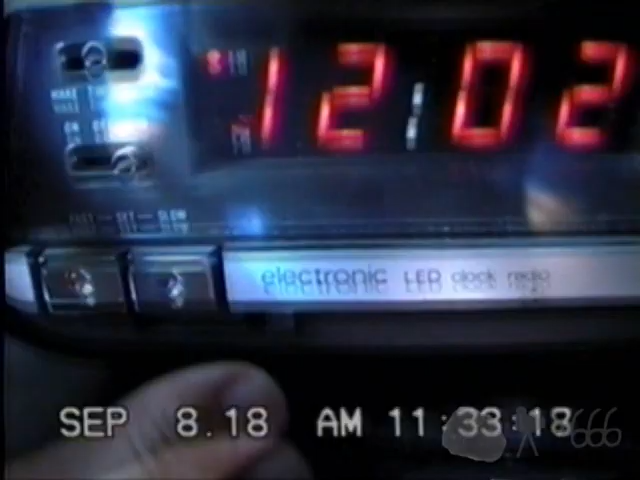 12:02
WAKE
ON
FAST — SET — SLOW
electronic LED clock radio
SEP 8.18 AM 11:33:18
666